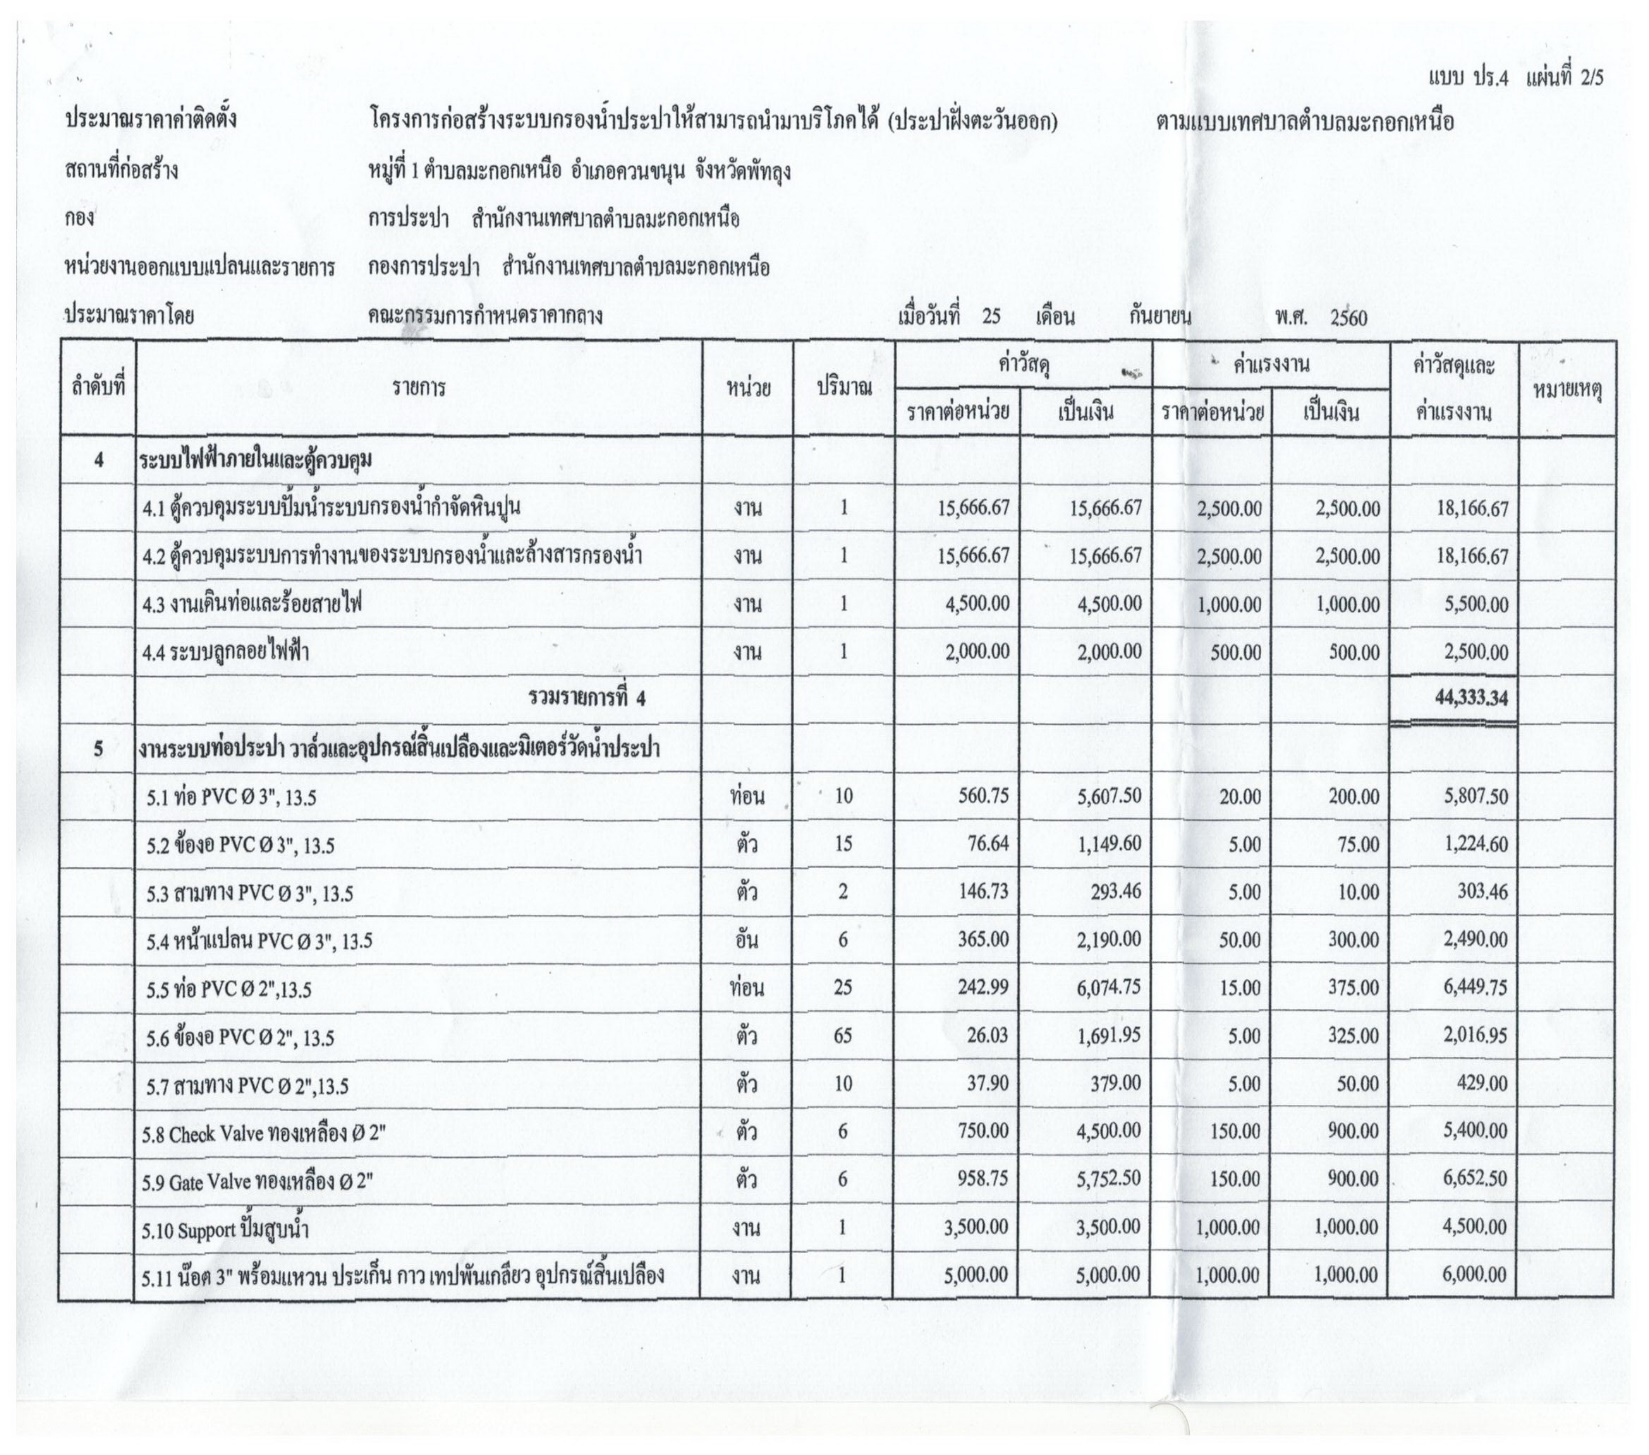 แบบ ปร.4 แผ่นที่ 2/5
ประมาณราคาค่าติดตั้ง โครงการก่อสร้างระบบกรองน้ำประปาให้สามารถนำมาบริโภคได้ (ประปาฝั่งตะวันออก) ตามแบบเทศบาลตำบลมะกอกเหนือ
สถานที่ก่อสร้าง หมู่ที่ 1 ตำบลมะกอกเหนือ อำเภอควนขนุน จังหวัดพัทลุง
กอง การประปา สำนักงานเทศบาลตำบลมะกอกเหนือ
หน่วยงานออกแบบแปลนและรายการ กองการประปา สำนักงานเทศบาลตำบลมะกอกเหนือ
ประมาณราคาโดย คณะกรรมการกำหนดราคากลาง เมื่อวันที่ 25 เดือน กันยายน พ.ศ. 2560
ลำดับที่ รายการ หน่วย ปริมาณ ค่าวัสดุ ค่าแรงงาน ค่าวัสดุและ หมายเหตุ
ราคาต่อหน่วย เป็นเงิน ราคาต่อหน่วย เป็นเงิน ค่าแรงงาน
4 ระบบไฟฟ้าภายในและตู้ควบคุม
4.1 ตู้ควบคุมระบบปั้มน้ำระบบกรองน้ำกำจัดหินปูน งาน 1 15,666.67 15,666.67 2,500.00 2,500.00 18,166.67
4.2 ตู้ควบคุมระบบการทำงานของระบบกรองน้ำและล้างสารกรองน้ำ งาน 1 15,666.67 15,666.67 2,500.00 2,500.00 18,166.67
4.3 งานเดินท่อและร้อยสายไฟ งาน 1 4,500.00 4,500.00 1,000.00 1,000.00 5,500.00
4.4 ระบบลูกลอยไฟฟ้า งาน 1 2,000.00 2,000.00 500.00 500.00 2,500.00
รวมรายการที่ 4 44,333.34
5 งานระบบท่อประปา วาล์วและอุปกรณ์สิ้นเปลืองและมิเตอร์วัดน้ำประปา
5.1 ท่อ PVC Ø 3", 13.5 ท่อน 10 560.75 5,607.50 20.00 200.00 5,807.50
5.2 ข้องอ PVC Ø 3", 13.5 ตัว 15 76.64 1,149.60 5.00 75.00 1,224.60
5.3 สามทาง PVC Ø 3", 13.5 ตัว 2 146.73 293.46 5.00 10.00 303.46
5.4 หน้าแปลน PVC Ø 3", 13.5 อัน 6 365.00 2,190.00 50.00 300.00 2,490.00
5.5 ท่อ PVC Ø 2",13.5 ท่อน 25 242.99 6,074.75 15.00 375.00 6,449.75
5.6 ข้องอ PVC Ø 2", 13.5 ตัว 65 26.03 1,691.95 5.00 325.00 2,016.95
5.7 สามทาง PVC Ø 2",13.5 ตัว 10 37.90 379.00 5.00 50.00 429.00
5.8 Check Valve ทองเหลือง Ø 2" ตัว 6 750.00 4,500.00 150.00 900.00 5,400.00
5.9 Gate Valve ทองเหลือง Ø 2" ตัว 6 958.75 5,752.50 150.00 900.00 6,652.50
5.10 Support ปั้มสูบน้ำ งาน 1 3,500.00 3,500.00 1,000.00 1,000.00 4,500.00
5.11 น๊อต 3" พร้อมแหวน ประเก็น กาว เทปพันเกลียว อุปกรณ์สิ้นเปลือง งาน 1 5,000.00 5,000.00 1,000.00 1,000.00 6,000.00